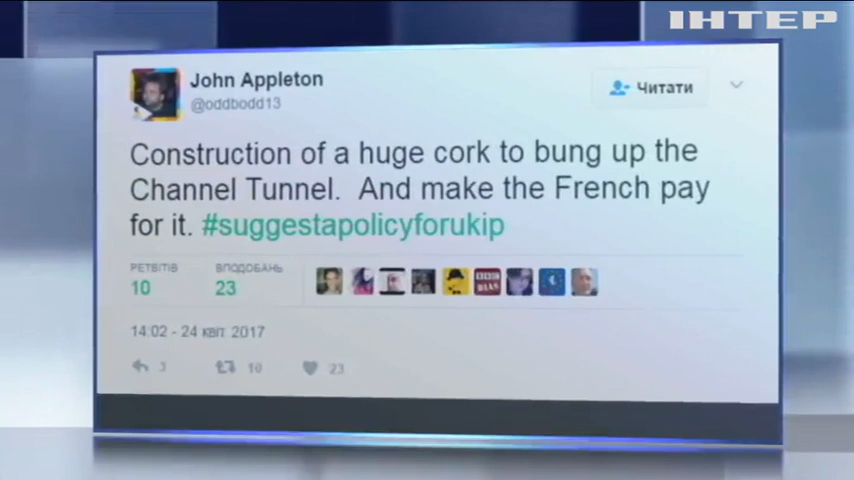 ІНТЕР
John Appleton
@oddbodd13
Читати
Construction of a huge cork to bung up the
Channel Tunnel. And make the French pay
for it. #suggestapolicyforukip
РЕТВІТІВ ВПОДОБАНЬ
10 23
BBC
BIAS
14:02 - 24 КВІТ 2017
3 10 23